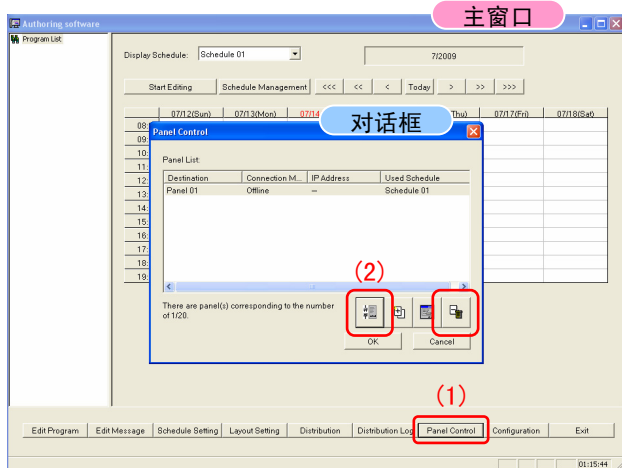 Authoring software
主窗口
Program List
Display Schedule: Schedule 01
7/2009
Start Editing Schedule Management <<< << < Today > >> >>>
07/12(Sun) 07/13(Mon) 07/14 Thu) 07/17(Fri) 07/18(Sat)
对话框
08:
Panel Control
09:
10:
Panel List:
11:
Destination Connection M... IP Address Used Schedule
12:
Panel 01 Offline — Schedule 01
13:
14:
15:
16:
17:
18:
(2)
19:
There are panel(s) corresponding to the number
of 1/20.
OK Cancel
(1)
Edit Program Edit Message Schedule Setting Layout Setting Distribution Distribution Log Panel Control Configuration Exit
01:15:44